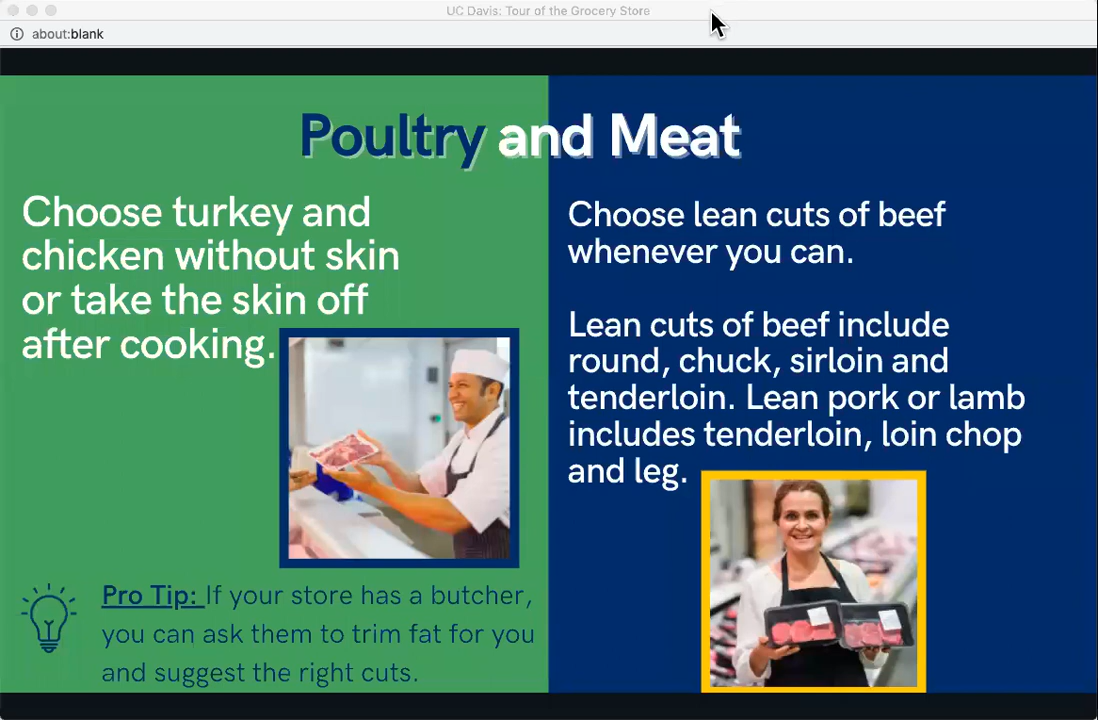 UC Davis: Tour of the Grocery Store
about:blank
Poultry and Meat
Choose turkey and
chicken without skin
or take the skin off
after cooking.
Pro Tip: If your store has a butcher,
you can ask them to trim fat for you
and suggest the right cuts.
Choose lean cuts of beef
whenever you can.
Lean cuts of beef include
round, chuck, sirloin and
tenderloin. Lean pork or lamb
includes tenderloin, loin chop
and leg.